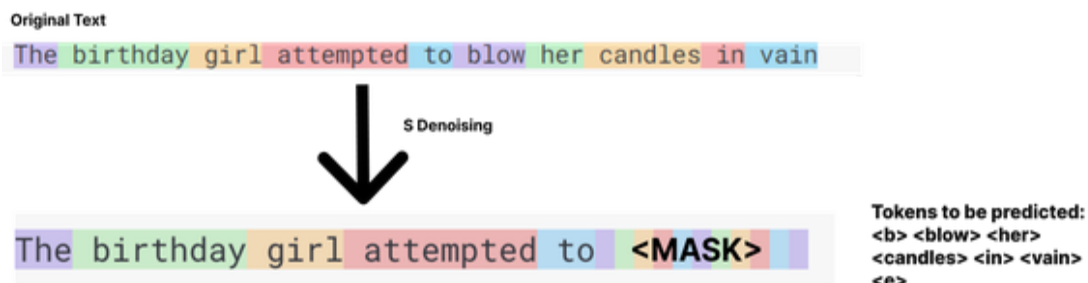 Original Text
The birthday girl attempted to blow her candles in vain
S Denoising
The birthday girl attempted to <MASK>
Tokens to be predicted:
<b> <blow> <her>
<candles> <in> <vain>
<e>